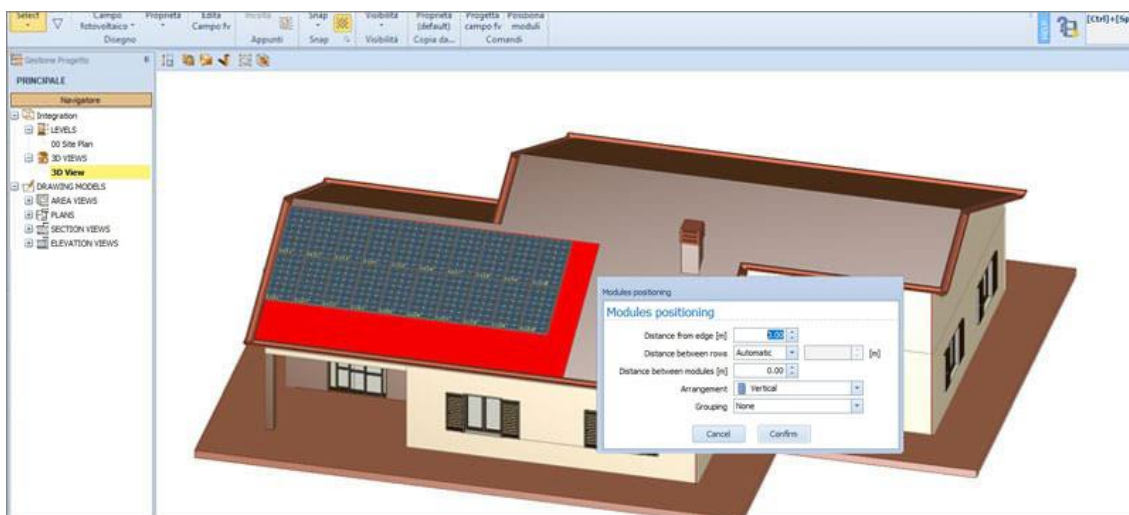 Select
Campo
fotovoltaico
Proprietà
Edita
Campo fv
Disegno
Incolla
Appunti
Snap
Snap
Visibilità
Visibilità
Proprietà
(default)
Copia da...
Progetta
campo fv
Posiziona
moduli
Comandi
[Ctrl]+[Sp
Gestione Progetto
PRINCIPALE
Navigatore
Integration
LEVELS
00 Site Plan
3D VIEWS
3D View
DRAWING MODELS
AREA VIEWS
PLANS
SECTION VIEWS
ELEVATION VIEWS
Modules positioning
Modules positioning
Distance from edge [m]
0.00
Distance between rows
Automatic
[m]
Distance between modules [m]
0.00
Arrangement
Vertical
Grouping
None
Cancel
Confirm